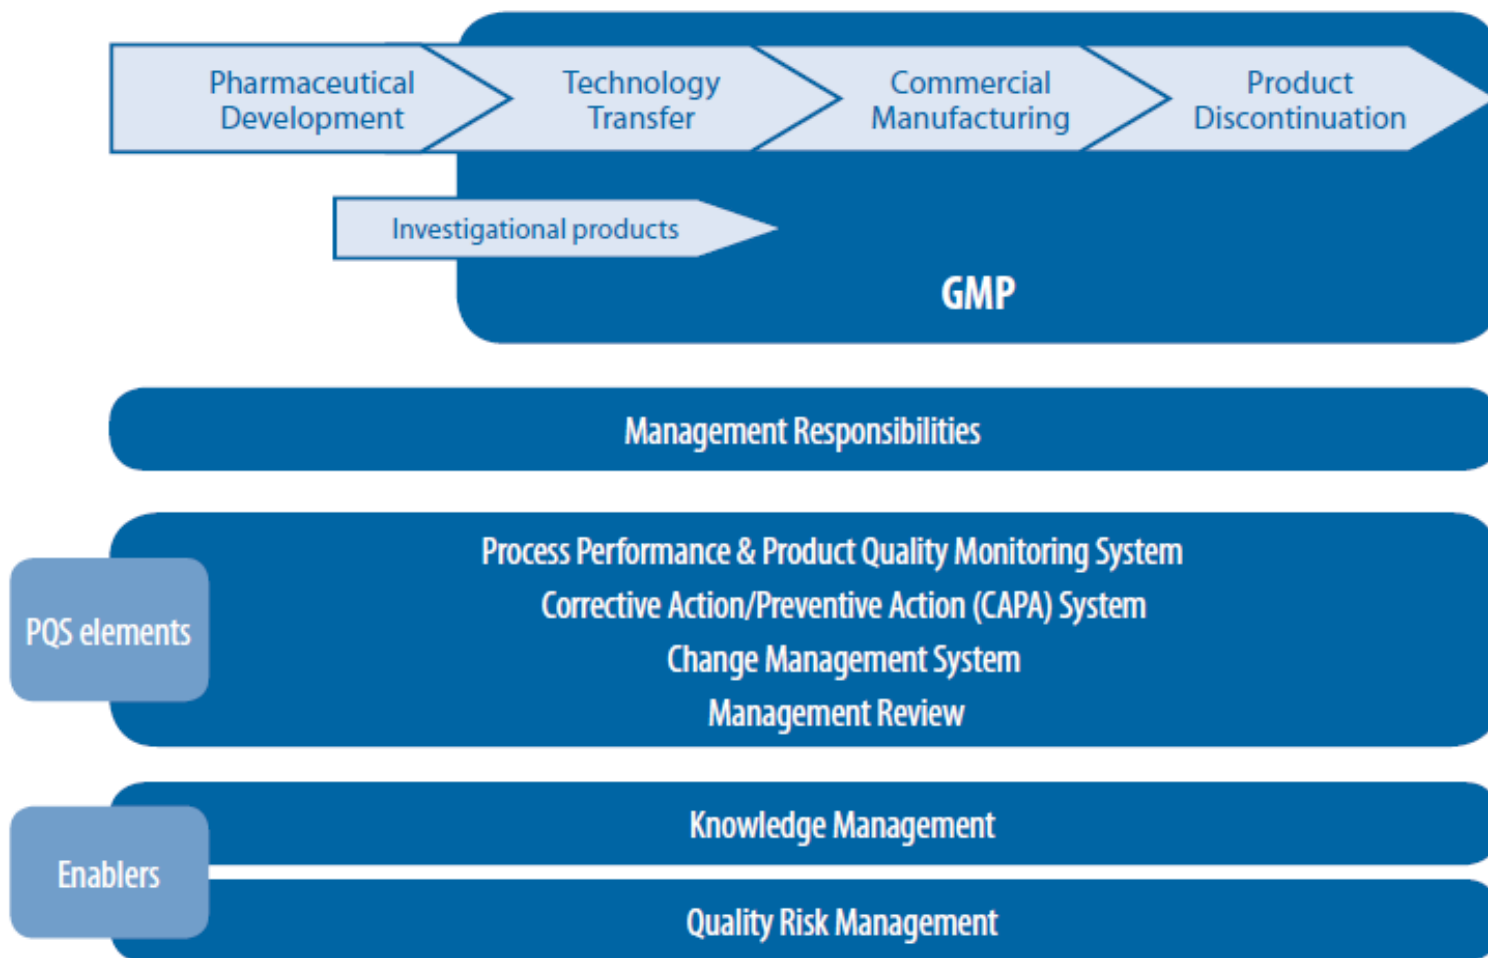 Pharmaceutical
Development
Technology
Transfer
Commercial
Manufacturing
Product
Discontinuation
Investigational products
GMP
Management Responsibilities
PQS elements
Process Performance & Product Quality Monitoring System
Corrective Action/Preventive Action (CAPA) System
Change Management System
Management Review
Enablers
Knowledge Management
Quality Risk Management